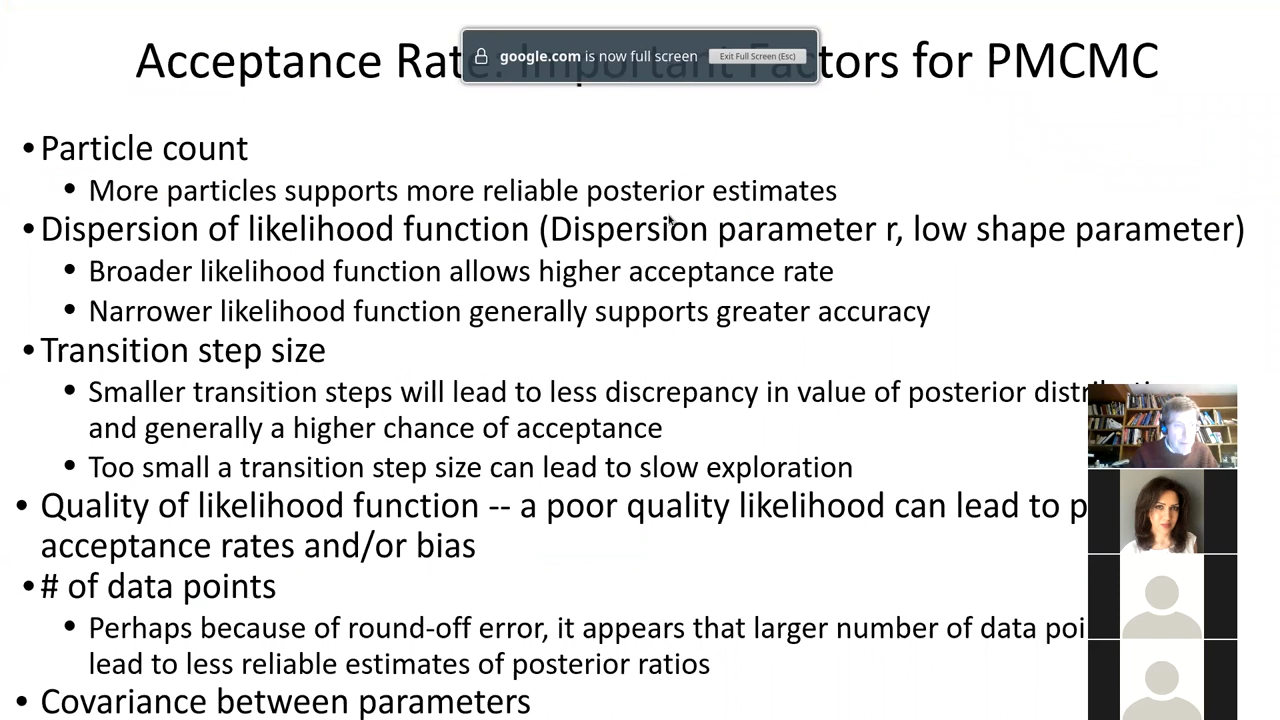 Acceptance Rate: Important Factors for PMCMC
google.com is now full screen Exit Full Screen (Esc)
•Particle count
• More particles supports more reliable posterior estimates
•Dispersion of likelihood function (Dispersion parameter r, low shape parameter)
• Broader likelihood function allows higher acceptance rate
• Narrower likelihood function generally supports greater accuracy
•Transition step size
• Smaller transition steps will lead to less discrepancy in value of posterior
and generally a higher chance of acceptance
• Too small a transition step size can lead to slow exploration
• Quality of likelihood function -- a poor quality likelihood can lead to
acceptance rates and/or bias
•# of data points
• Perhaps because of round-off error, it appears that larger number of data
lead to less reliable estimates of posterior ratios
• Covariance between parameters